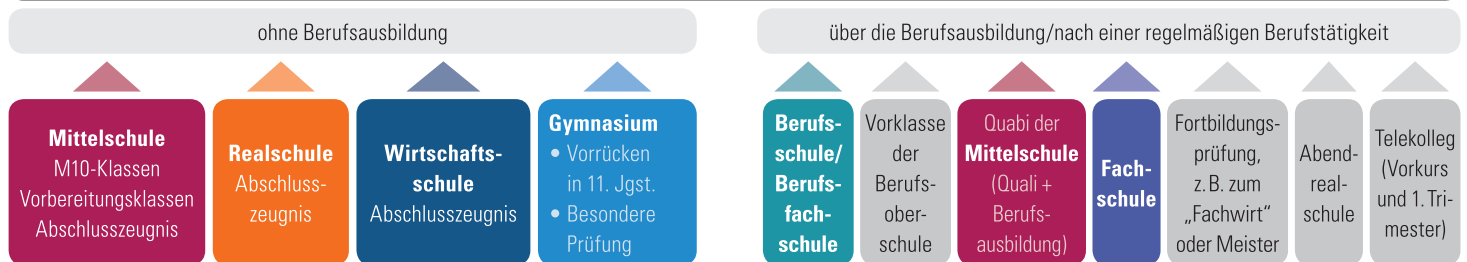 ohne Berufsausbildung
über die Berufsausbildung/nach einer regelmäßigen Berufstätigkeit
Mittelschule
M10-Klassen
Vorbereitungsklassen
Abschlusszeugnis
Realschule
Abschluss-
zeugnis
Wirtschafts-
schule
Abschlusszeugnis
Gymnasium
• Vorrücken
in 11. Jgst.
• Besondere
Prüfung
Berufs-
schule/
Berufs-
fach-
schule
Vorklasse
der
Berufs-
ober-
schule
Quabi der
Mittelschule
(Quali +
Berufs-
ausbildung)
Fach-
schule
Fortbildungs-
prüfung,
z. B. zum
„Fachwirt“
oder Meister
Abend-
real-
schule
Telekolleg
(Vorkurs
und 1. Tri-
mester)